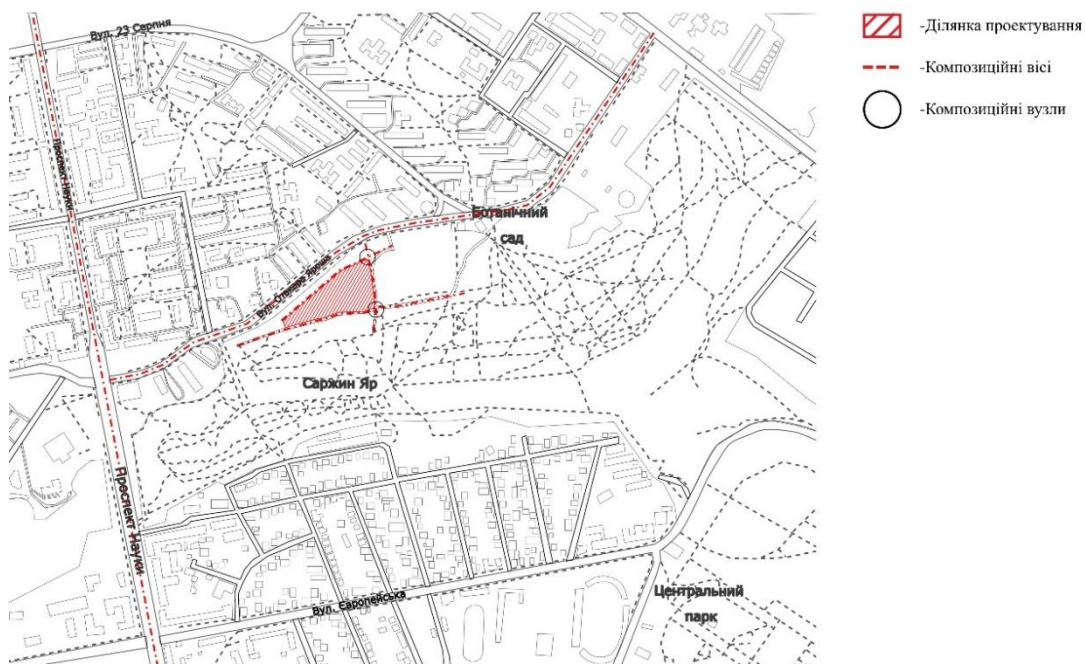 Вул. 23 Серпня
-Ділянка проектування
-Композиційні вісі
-Композиційні вузли
Проспект Науки
Ботанічний
сад
Вул. Отакара Яроша
Саржин Яр
Проспект Науки
Вул. Європейська
Центральний
парк